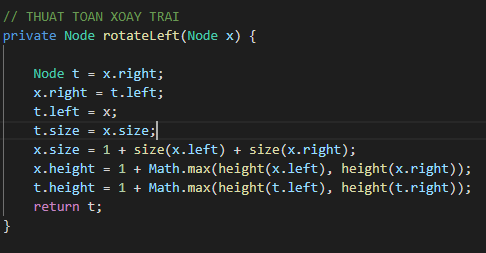 // THUAT TOAN XOAY TRAI
private Node rotateLeft(Node x) {
Node t = x.right;
x.right = t.left;
t.left = x;
t.size = x.size;
x.size = 1 + size(x.left) + size(x.right);
x.height = 1 + Math.max(height(x.left), height(x.right));
t.height = 1 + Math.max(height(t.left), height(t.right));
return t;
}